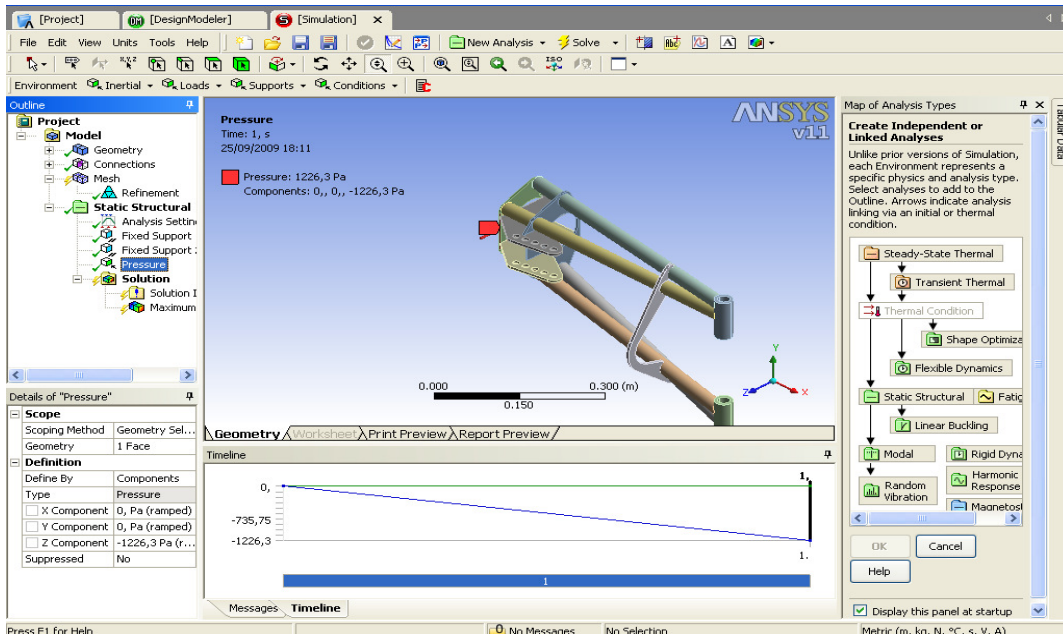 [Project] [DesignModeler] [Simulation]
File Edit View Units Tools Help New Analysis Solve
Environment Inertial Loads Supports Conditions
Outline
Project
Model
Geometry
Connections
Mesh
Refinement
Static Structural
Analysis Settin
Fixed Support
Fixed Support
Pressure
Solution
Solution I
Maximum
Details of "Pressure"
Scope
Scoping Method Geometry Sel...
Geometry 1 Face
Definition
Define By Components
Type Pressure
X Component 0, Pa (ramped)
Y Component 0, Pa (ramped)
Z Component -1226,3 Pa (r...
Suppressed No
Pressure
Time: 1, s
25/09/2009 18:11
Pressure: 1226,3 Pa
Components: 0,, 0,, -1226,3 Pa
ANSYS
v11
0.000 0.300 (m)
0.150
Y
Z X
Geometry Worksheet Print Preview Report Preview
Timeline
1,
0,
-735,75
-1226,3
1.
1
Messages Timeline
Map of Analysis Types
Create Independent or
Linked Analyses
Unlike prior versions of Simulation,
each Environment represents a
specific physics and analysis type.
Select analyses to add to the
Outline. Arrows indicate analysis
linking via an initial or thermal
condition.
Steady-State Thermal
Transient Thermal
Thermal Condition
Shape Optimiza
Flexible Dynamics
Static Structural Fatig
Linear Buckling
Modal Rigid Dyna
Random
Vibration
Harmonic
Response
Magnetost
OK Cancel
Help
Display this panel at startup
Tabular Data
Press F1 for Help 0 No Messages No Selection Metric (m, kg, N, °C, s, V, A)